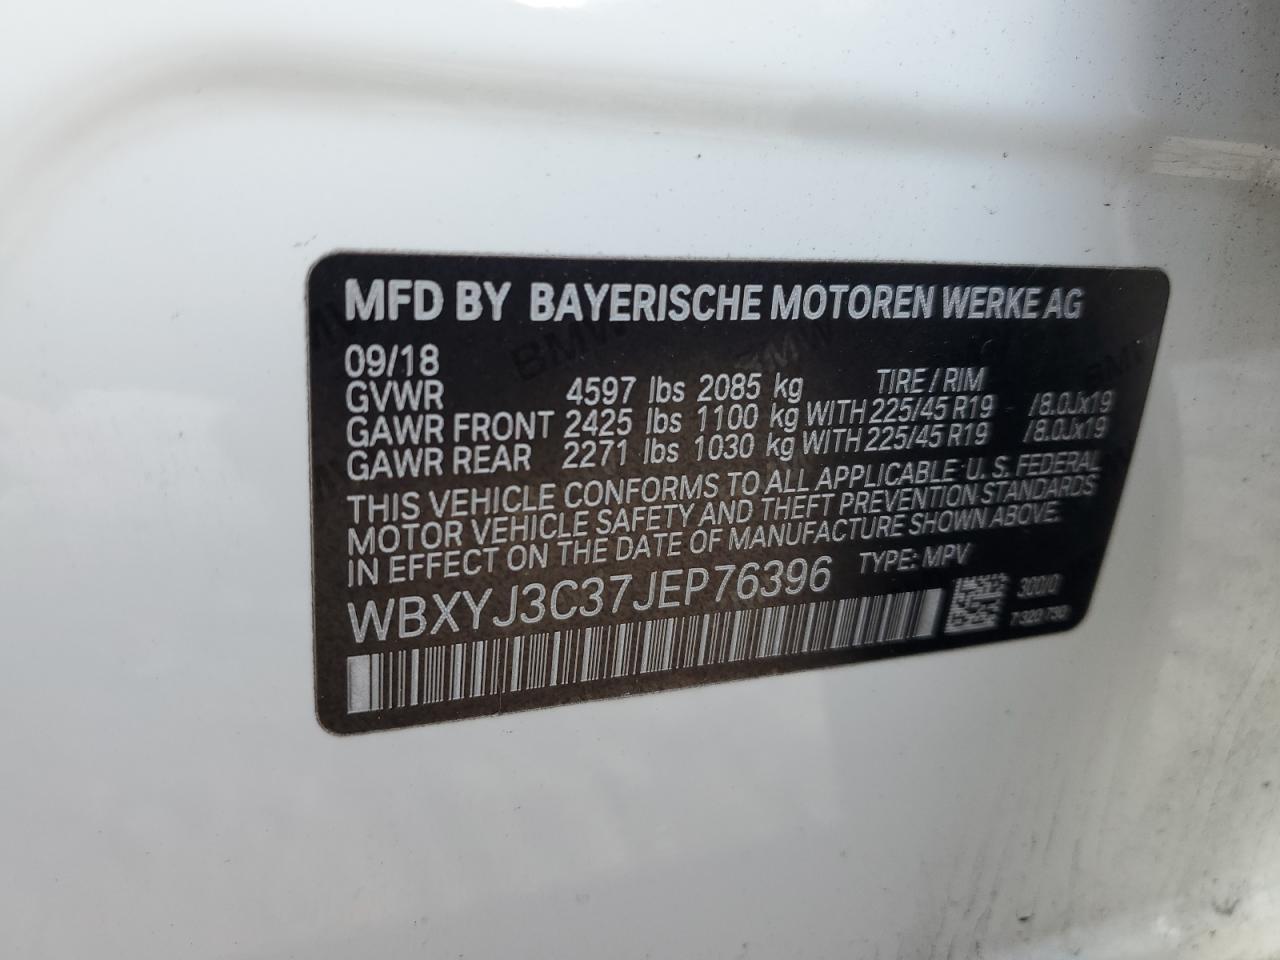 MFD BY BAYERISCHE MOTOREN WERKE AG
09/18
GVWR 4597 lbs 2085 kg TIRE / RIM
GAWR FRONT 2425 lbs 1100 kg WITH 225/45 R19 /8.0Jx19
GAWR REAR 2271 lbs 1030 kg WITH 225/45 R19 /8.0Jx19
THIS VEHICLE CONFORMS TO ALL APPLICABLE U. S. FEDERAL
MOTOR VEHICLE SAFETY AND THEFT PREVENTION STANDARDS
IN EFFECT ON THE DATE OF MANUFACTURE SHOWN ABOVE.
WBXYJ3C37JEP76396 TYPE: MPV
300/0